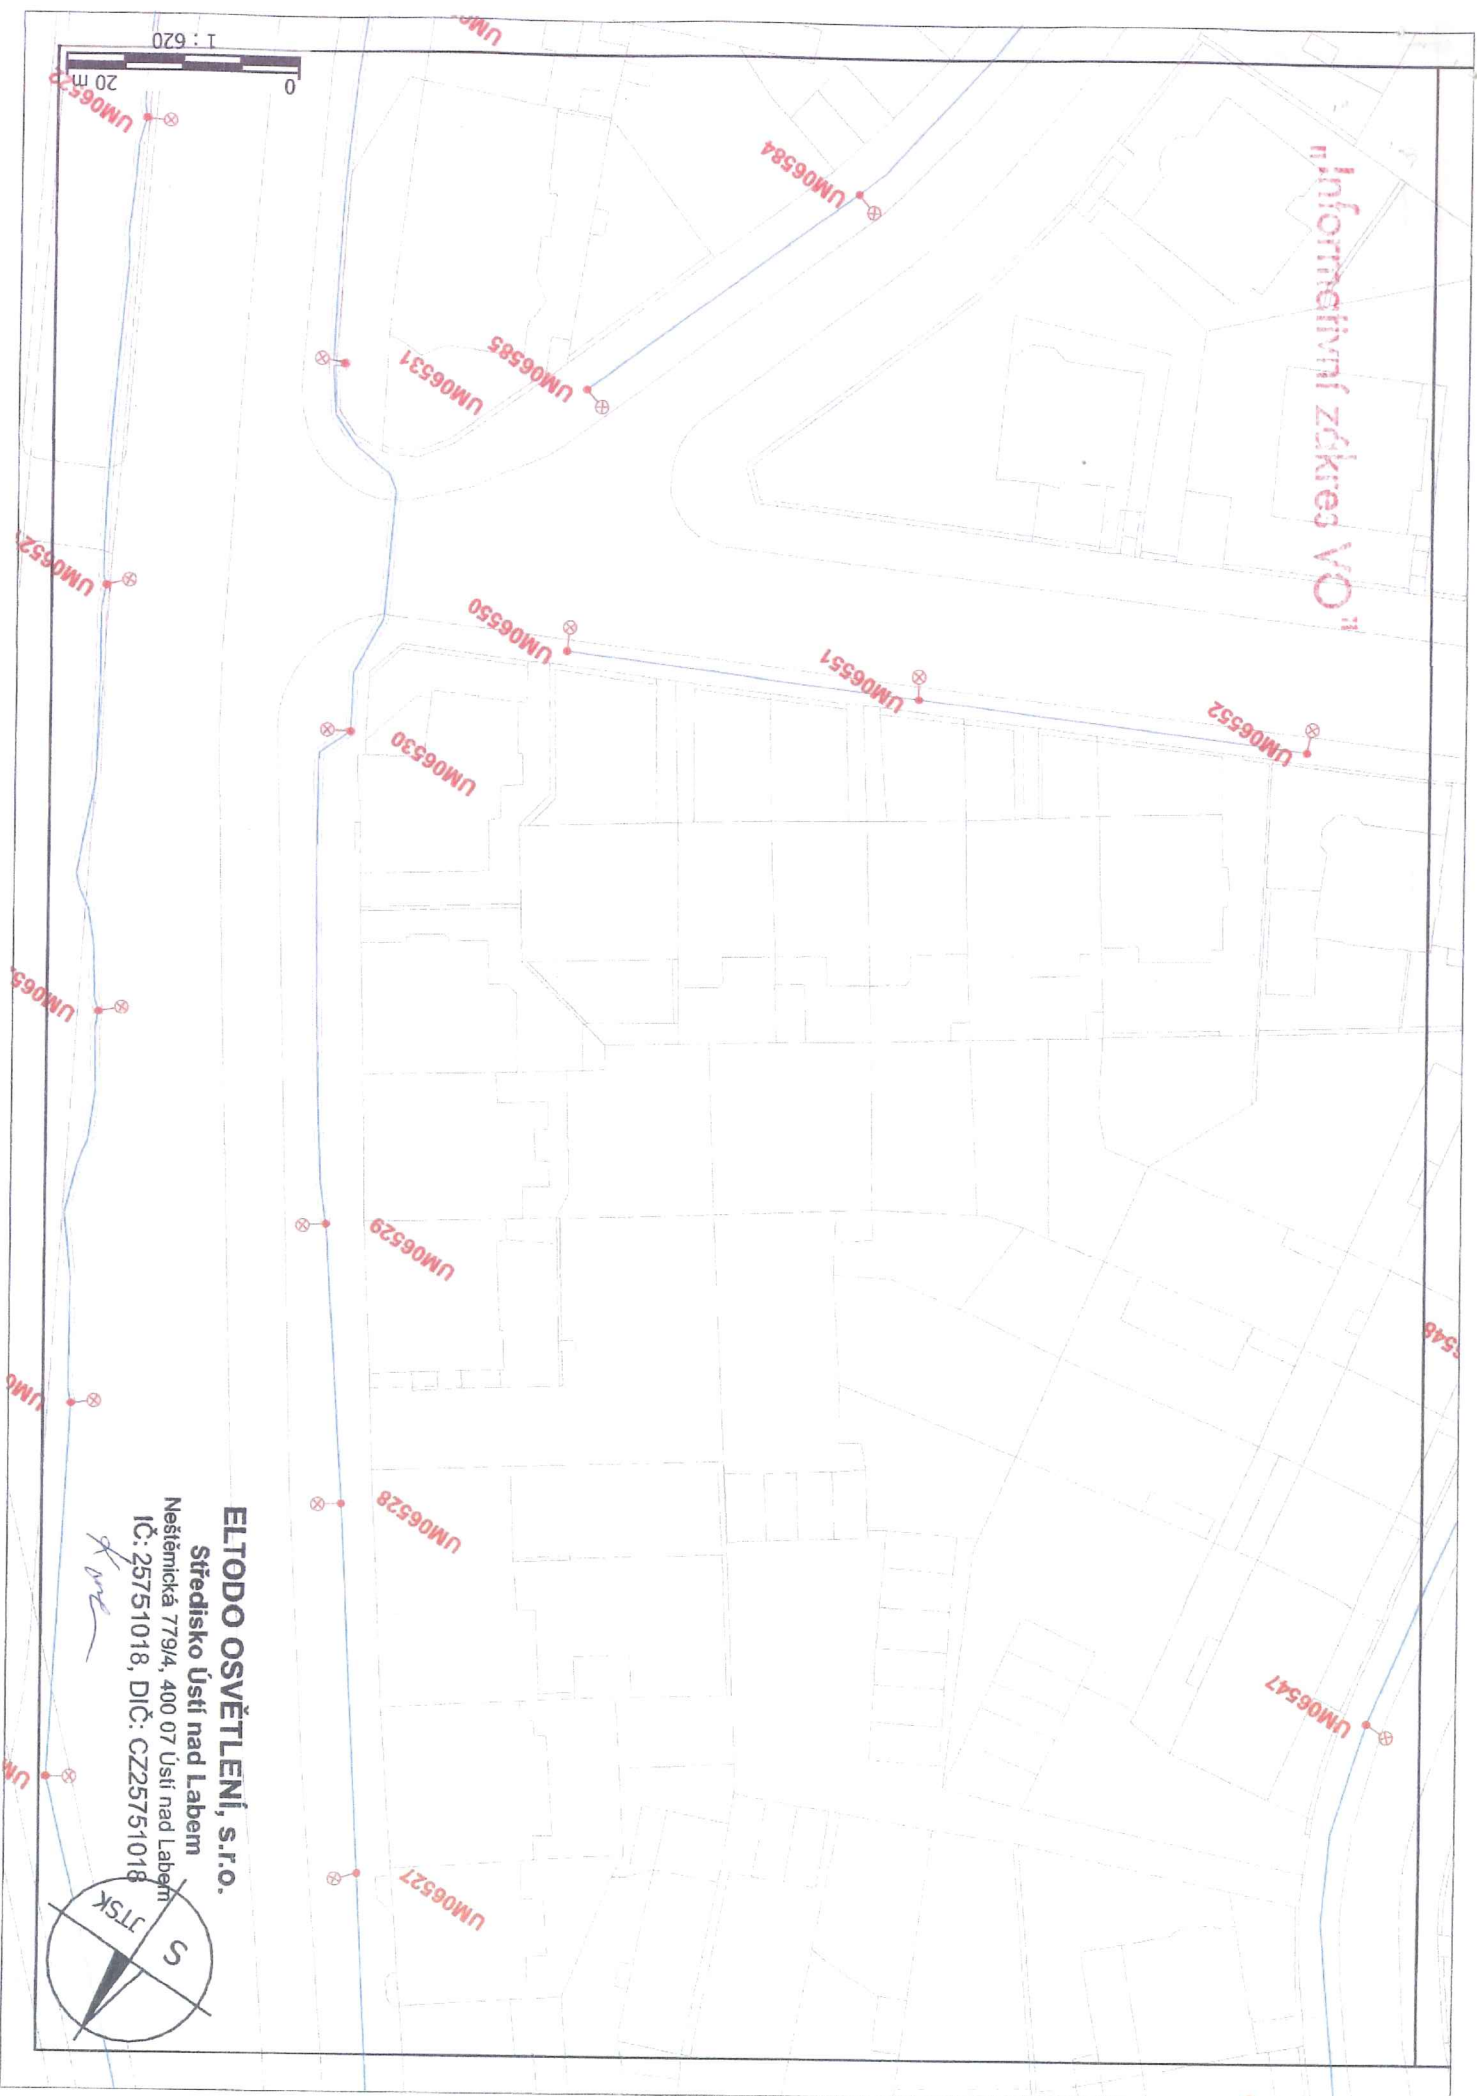 1 : 620
20 m
0
"Informativní zákres VO"
UM06584
UM06585
UM06531
UM06550
UM06551
UM06552
UM06530
UM06529
UM06528
UM06527
UM06547
ELTODO OSVĚTLENÍ, s.r.o.
Středisko Ústí nad Labem
Neštěmická 779/4, 400 07 Ústí nad Labem
IČ: 25751018, DIČ: CZ25751018
JTSK
S